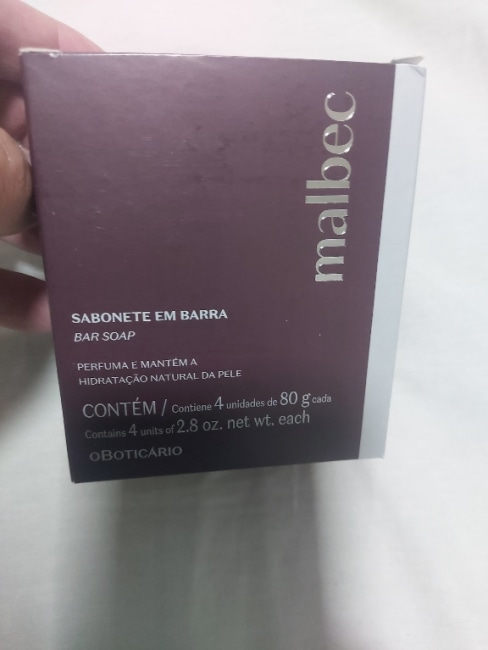 malbec
SABONETE EM BARRA
BAR SOAP
PERFUMA E MANTÉM A
HIDRATAÇÃO NATURAL DA PELE
CONTÉM / Contiene 4 unidades de 80 g cada
Contains 4 units of 2.8 oz. net wt. each
OBOTICÁRIO